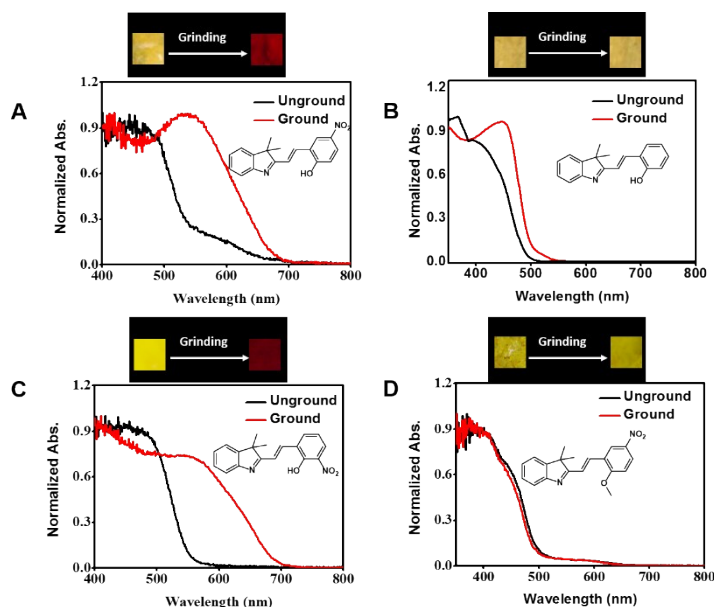 Grinding
Grinding
A
1.2
0.9
0.6
0.3
0.0
Normalized Abs.
Unground
Ground
NO₂
HO
N
400 500 600 700 800
Wavelength (nm)
B
1.2
0.9
0.6
0.3
0.0
Normalized Abs.
Unground
Ground
HO
N
400 500 600 700 800
Wavelength (nm)
Grinding
Grinding
C
1.2
0.9
0.6
0.3
0.0
Normalized Abs.
Unground
Ground
N
HO
NO₂
400 500 600 700 800
Wavelength (nm)
D
1.2
0.9
0.6
0.3
0.0
Normalized Abs.
Unground
Ground
NO₂
N
O
400 500 600 700 800
Wavelength (nm)